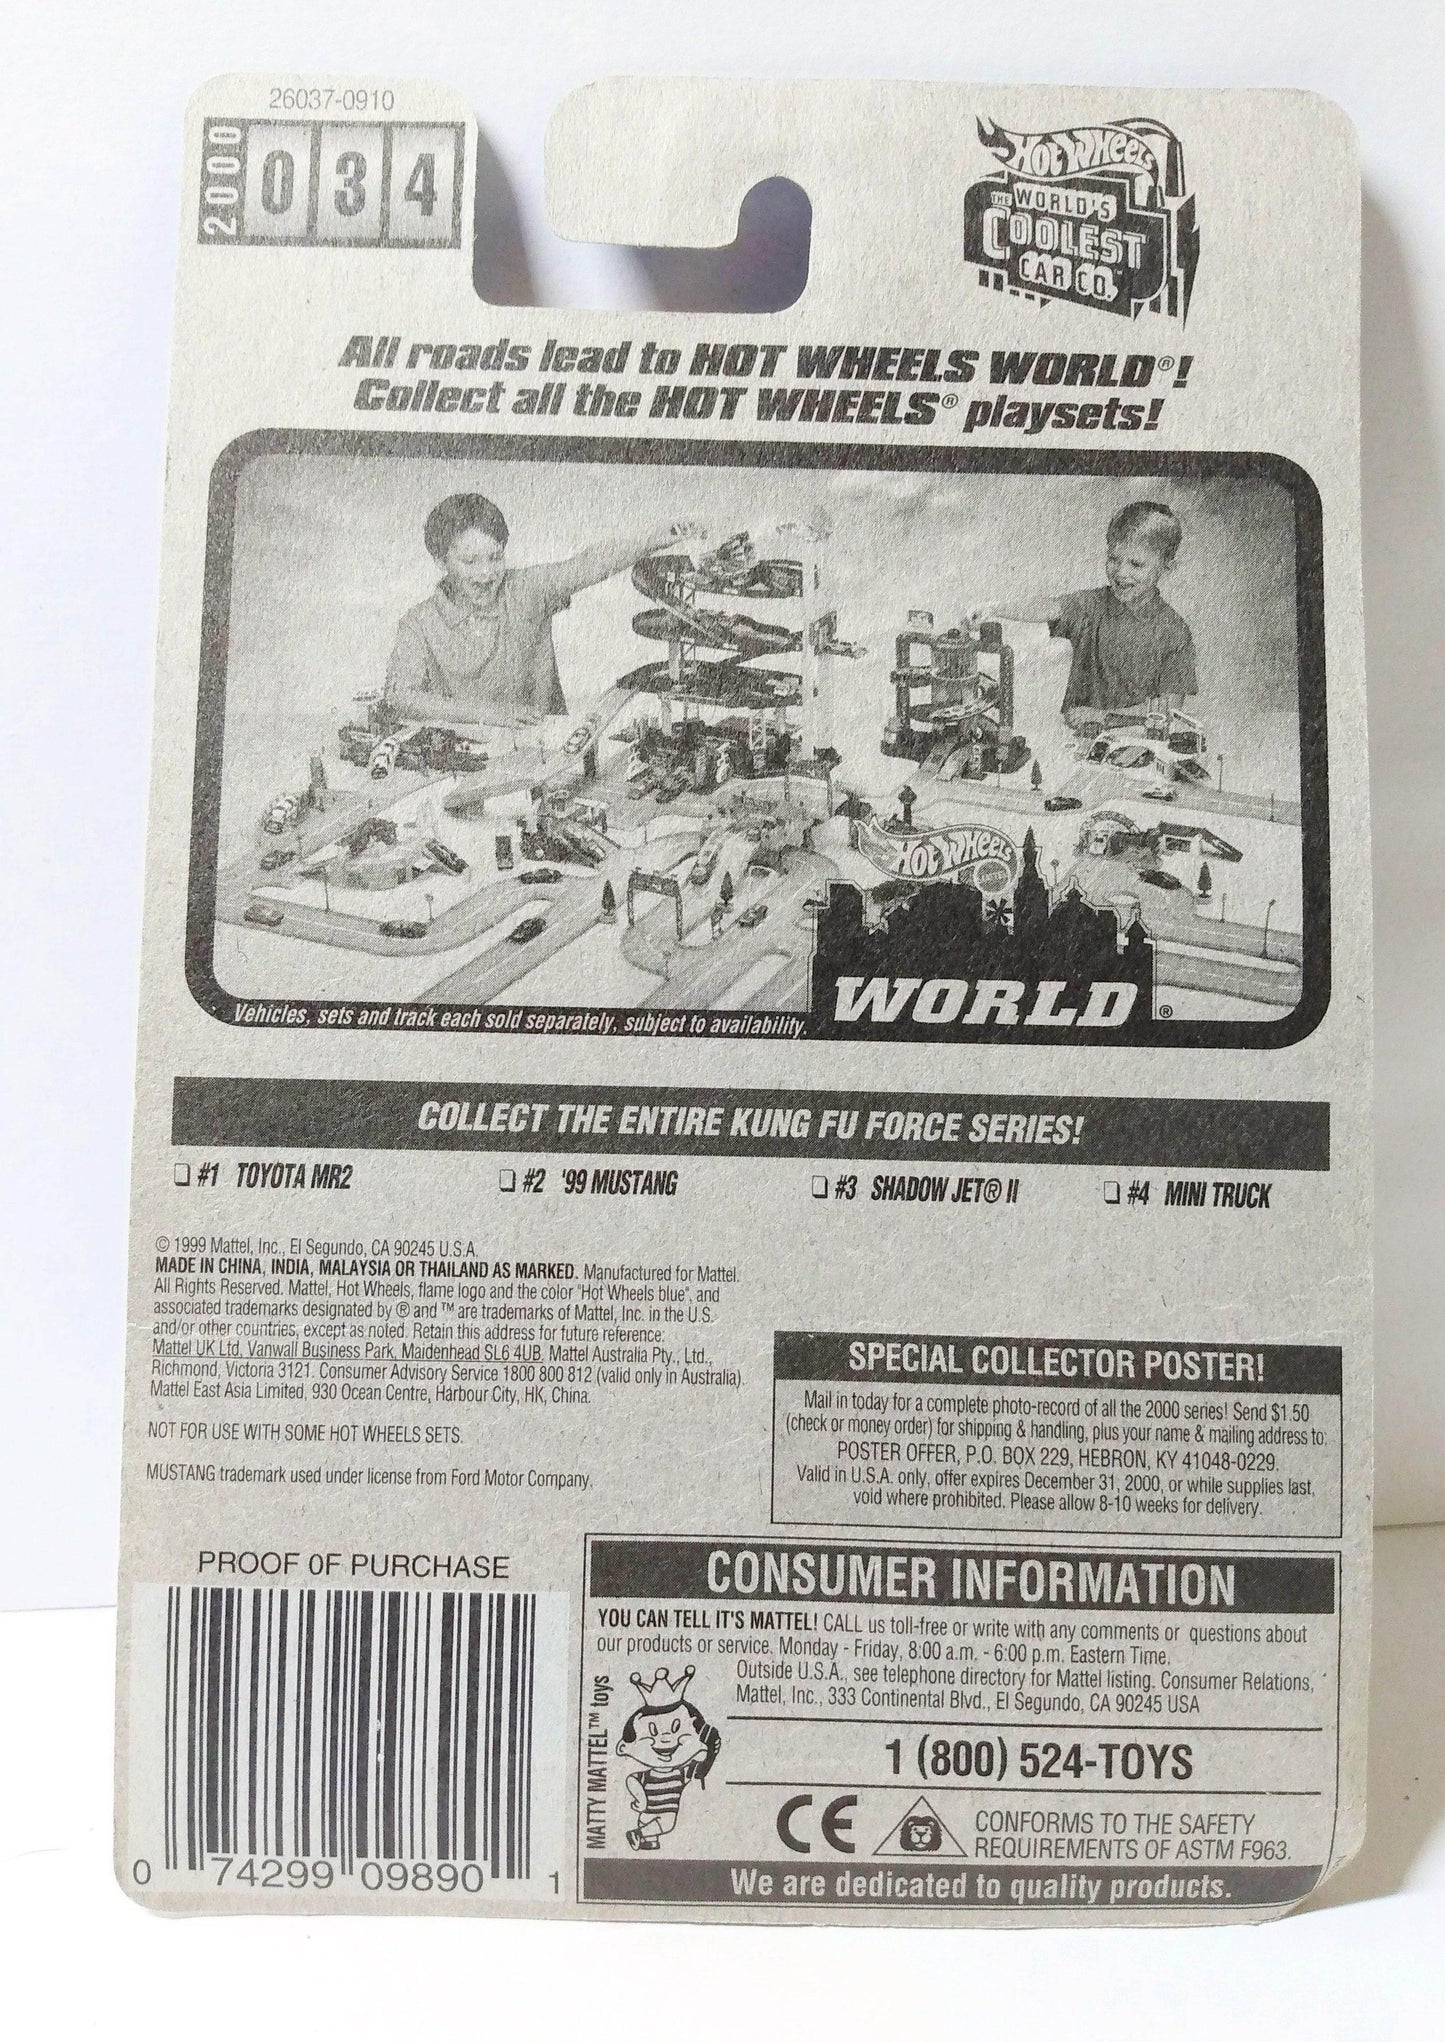 26037-0910
2000
034
HOT WHEELS
THE WORLD'S
COOLEST
CAR CO.™
All roads lead to HOT WHEELS WORLD®!
Collect all the HOT WHEELS® playsets!
HOT WHEELS
WORLD®
Vehicles, sets and track each sold separately, subject to availability.
COLLECT THE ENTIRE KUNG FU FORCE SERIES!
#1 TOYOTA MR2 #2 '99 MUSTANG #3 SHADOW JET® II #4 MINI TRUCK
© 1999 Mattel, Inc., El Segundo, CA 90245 U.S.A.
MADE IN CHINA, INDIA, MALAYSIA OR THAILAND AS MARKED. Manufactured for Mattel.
All Rights Reserved. Mattel, Hot Wheels, flame logo and the color "Hot Wheels blue", and
associated trademarks designated by ® and ™ are trademarks of Mattel, Inc. in the U.S.
and/or other countries, except as noted. Retain this address for future reference:
Mattel UK Ltd, Vanwall Business Park, Maidenhead SL6 4UB. Mattel Australia Pty., Ltd.,
Richmond, Victoria 3121. Consumer Advisory Service 1800 800 812 (valid only in Australia).
Mattel East Asia Limited, 930 Ocean Centre, Harbour City, HK, China.
NOT FOR USE WITH SOME HOT WHEELS SETS.
MUSTANG trademark used under license from Ford Motor Company.
SPECIAL COLLECTOR POSTER!
Mail in today for a complete photo-record of all the 2000 series! Send $1.50
(check or money order) for shipping & handling, plus your name & mailing address to:
POSTER OFFER, P.O. BOX 229, HEBRON, KY 41048-0229.
Valid in U.S.A. only, offer expires December 31, 2000, or while supplies last,
void where prohibited. Please allow 8-10 weeks for delivery.
PROOF OF PURCHASE
0 74299 09890 1
CONSUMER INFORMATION
YOU CAN TELL IT'S MATTEL! CALL us toll-free or write with any comments or questions about
our products or service. Monday - Friday, 8:00 a.m. - 6:00 p.m. Eastern Time.
Outside U.S.A., see telephone directory for Mattel listing. Consumer Relations,
Mattel, Inc., 333 Continental Blvd., El Segundo, CA 90245 USA
MATTY MATTEL™ toys
1 (800) 524-TOYS
CE
CONFORMS TO THE SAFETY
REQUIREMENTS OF ASTM F963.
We are dedicated to quality products.